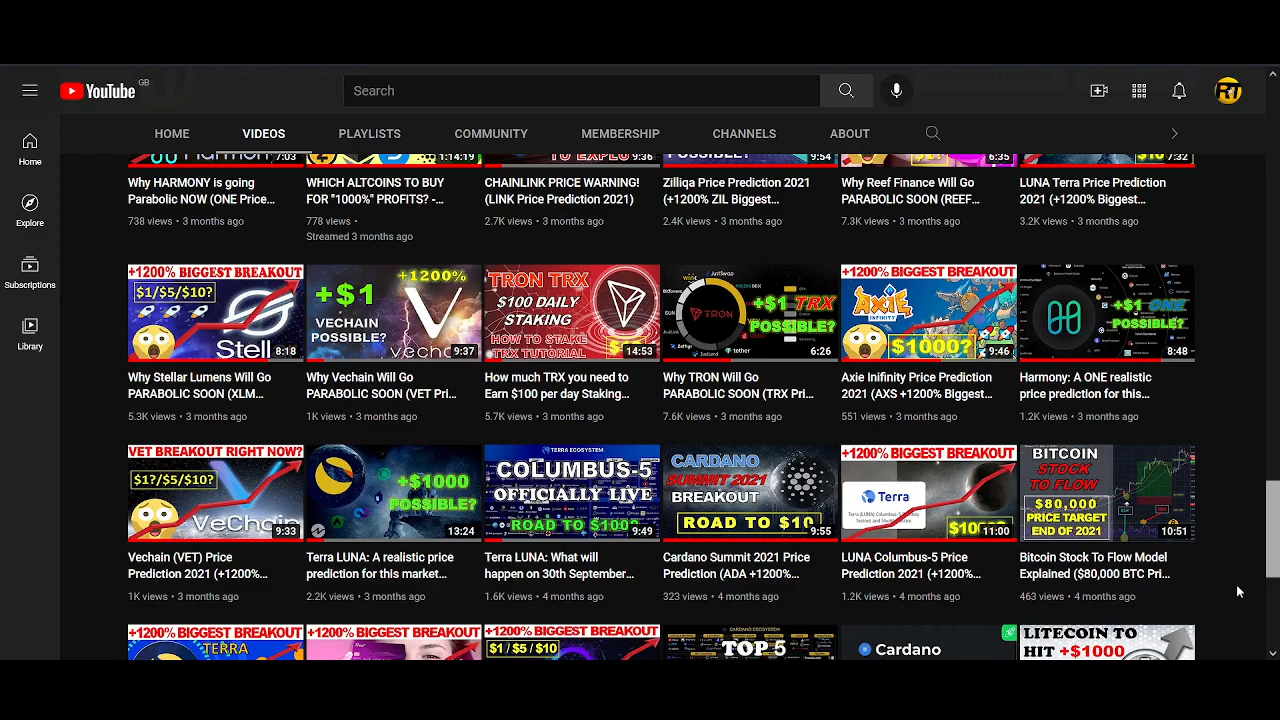 YouTube GB
Search
HOME VIDEOS PLAYLISTS COMMUNITY MEMBERSHIP CHANNELS ABOUT
Home
Explore
Subscriptions
Library
7:03
1:14:19
9:36
9:54
6:35
7:32
Why HARMONY is going
Parabolic NOW (ONE Price...
738 views • 3 months ago
WHICH ALTCOINS TO BUY
FOR "1000%" PROFITS? -...
778 views •
Streamed 3 months ago
CHAINLINK PRICE WARNING!
(LINK Price Prediction 2021)
2.7K views • 3 months ago
Zilliqa Price Prediction 2021
(+1200% ZIL Biggest...
2.4K views • 3 months ago
Why Reef Finance Will Go
PARABOLIC SOON (REEF...
7.3K views • 3 months ago
LUNA Terra Price Prediction
2021 (+1200% Biggest...
3.2K views • 3 months ago
+1200% BIGGEST BREAKOUT
$1/$5/$10?
Stell
8:18
Why Stellar Lumens Will Go
PARABOLIC SOON (XLM...
5.3K views • 3 months ago
+1200%
+$1
VECHAIN
POSSIBLE?
vecha
9:37
Why Vechain Will Go
PARABOLIC SOON (VET Pri...
1K views • 3 months ago
TRON TRX
$100 DAILY
STAKING
HOW TO STAKE
TRX TUTORIAL
14:53
How much TRX you need to
Earn $100 per day Staking...
5.7K views • 3 months ago
JustSwap
TRON
+$1 TRX
POSSIBLE?
tether
6:26
Why TRON Will Go
PARABOLIC SOON (TRX Pri...
7.6K views • 3 months ago
+1200% BIGGEST BREAKOUT
AXIE
INFINITY
$1000?
9:46
Axie Inifinity Price Prediction
2021 (AXS +1200% Biggest...
551 views • 3 months ago
+$1 ONE
POSSIBLE?
8:48
Harmony: A ONE realistic
price prediction for this...
1.2K views • 3 months ago
VET BREAKOUT RIGHT NOW?
$1?/$5/$10?
VeChain
9:33
Vechain (VET) Price
Prediction 2021 (+1200%...
1K views • 3 months ago
+$1000
POSSIBLE?
13:24
Terra LUNA: A realistic price
prediction for this market...
2.2K views • 3 months ago
TERRA ECOSYSTEM
COLUMBUS-5
OFFICIALLY LIVE
ROAD TO $1000
9:49
Terra LUNA: What will
happen on 30th September...
1.6K views • 4 months ago
CARDANO
SUMMIT 2021
BREAKOUT
ROAD TO $10
9:55
Cardano Summit 2021 Price
Prediction (ADA +1200%...
323 views • 4 months ago
+1200% BIGGEST BREAKOUT
Terra
11:00
LUNA Columbus-5 Price
Prediction 2021 (+1200%...
1.2K views • 4 months ago
BITCOIN
STOCK
TO FLOW
$80,000
PRICE TARGET
END OF 2021
10:51
Bitcoin Stock To Flow Model
Explained ($80,000 BTC Pri...
463 views • 4 months ago
+1200% BIGGEST BREAKOUT
TERRA
+1200% BIGGEST BREAKOUT
+1200% BIGGEST BREAKOUT
$1/$5/$10
CARDANO ECOSYSTEM
TOP 5
Cardano
LITECOIN TO
HIT +$1000